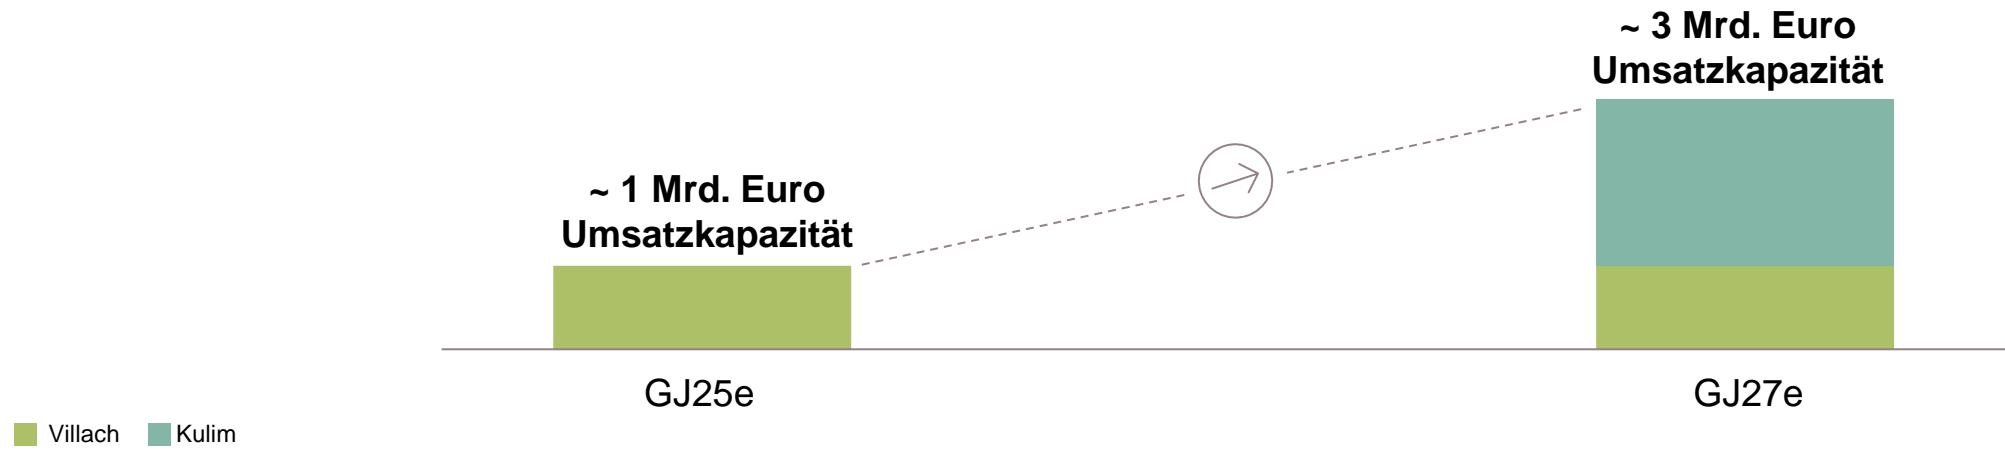 ~ 3 Mrd. Euro
Umsatzkapazität
~ 1 Mrd. Euro
Umsatzkapazität
GJ25e
GJ27e
Villach
Kulim